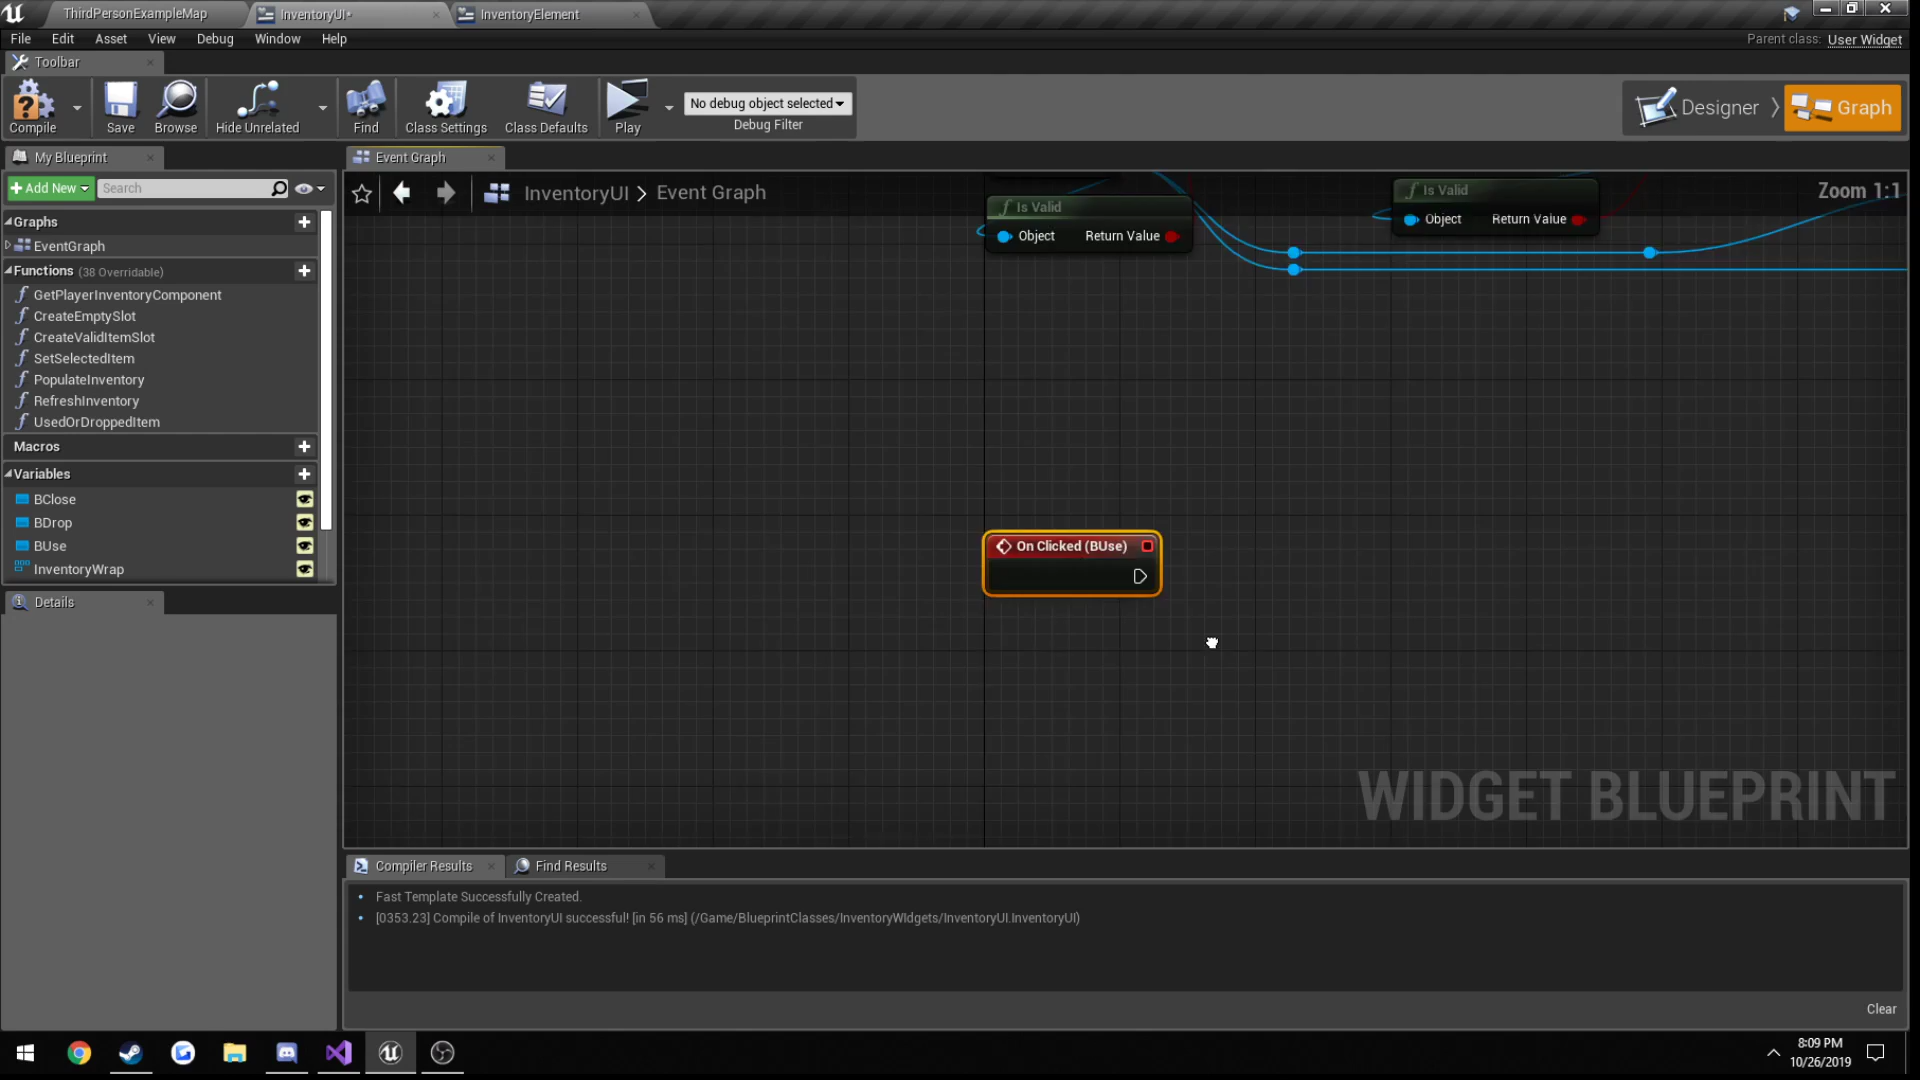 ThirdPersonExampleMap
InventoryUI*
InventoryElement
File Edit Asset View Debug Window Help
Parent class: User Widget
Toolbar
Compile
Save
Browse
Hide Unrelated
Find
Class Settings
Class Defaults
Play
No debug object selected
Debug Filter
Designer
Graph
My Blueprint
Event Graph
Add New
Search
InventoryUI > Event Graph
Zoom 1:1
Graphs
EventGraph
Functions (38 Overridable)
GetPlayerInventoryComponent
CreateEmptySlot
CreateValidItemSlot
SetSelectedItem
PopulateInventory
RefreshInventory
UsedOrDroppedItem
Macros
Variables
BClose
BDrop
BUse
InventoryWrap
Details
f Is Valid
Object Return Value
f Is Valid
Object Return Value
On Clicked (BUse)
WIDGET BLUEPRINT
Compiler Results
Find Results
Fast Template Successfully Created.
[0353.23] Compile of InventoryUI successful! [in 56 ms] (/Game/BlueprintClasses/InventoryWIdgets/InventoryUI.InventoryUI)
Clear
8:09 PM
10/26/2019